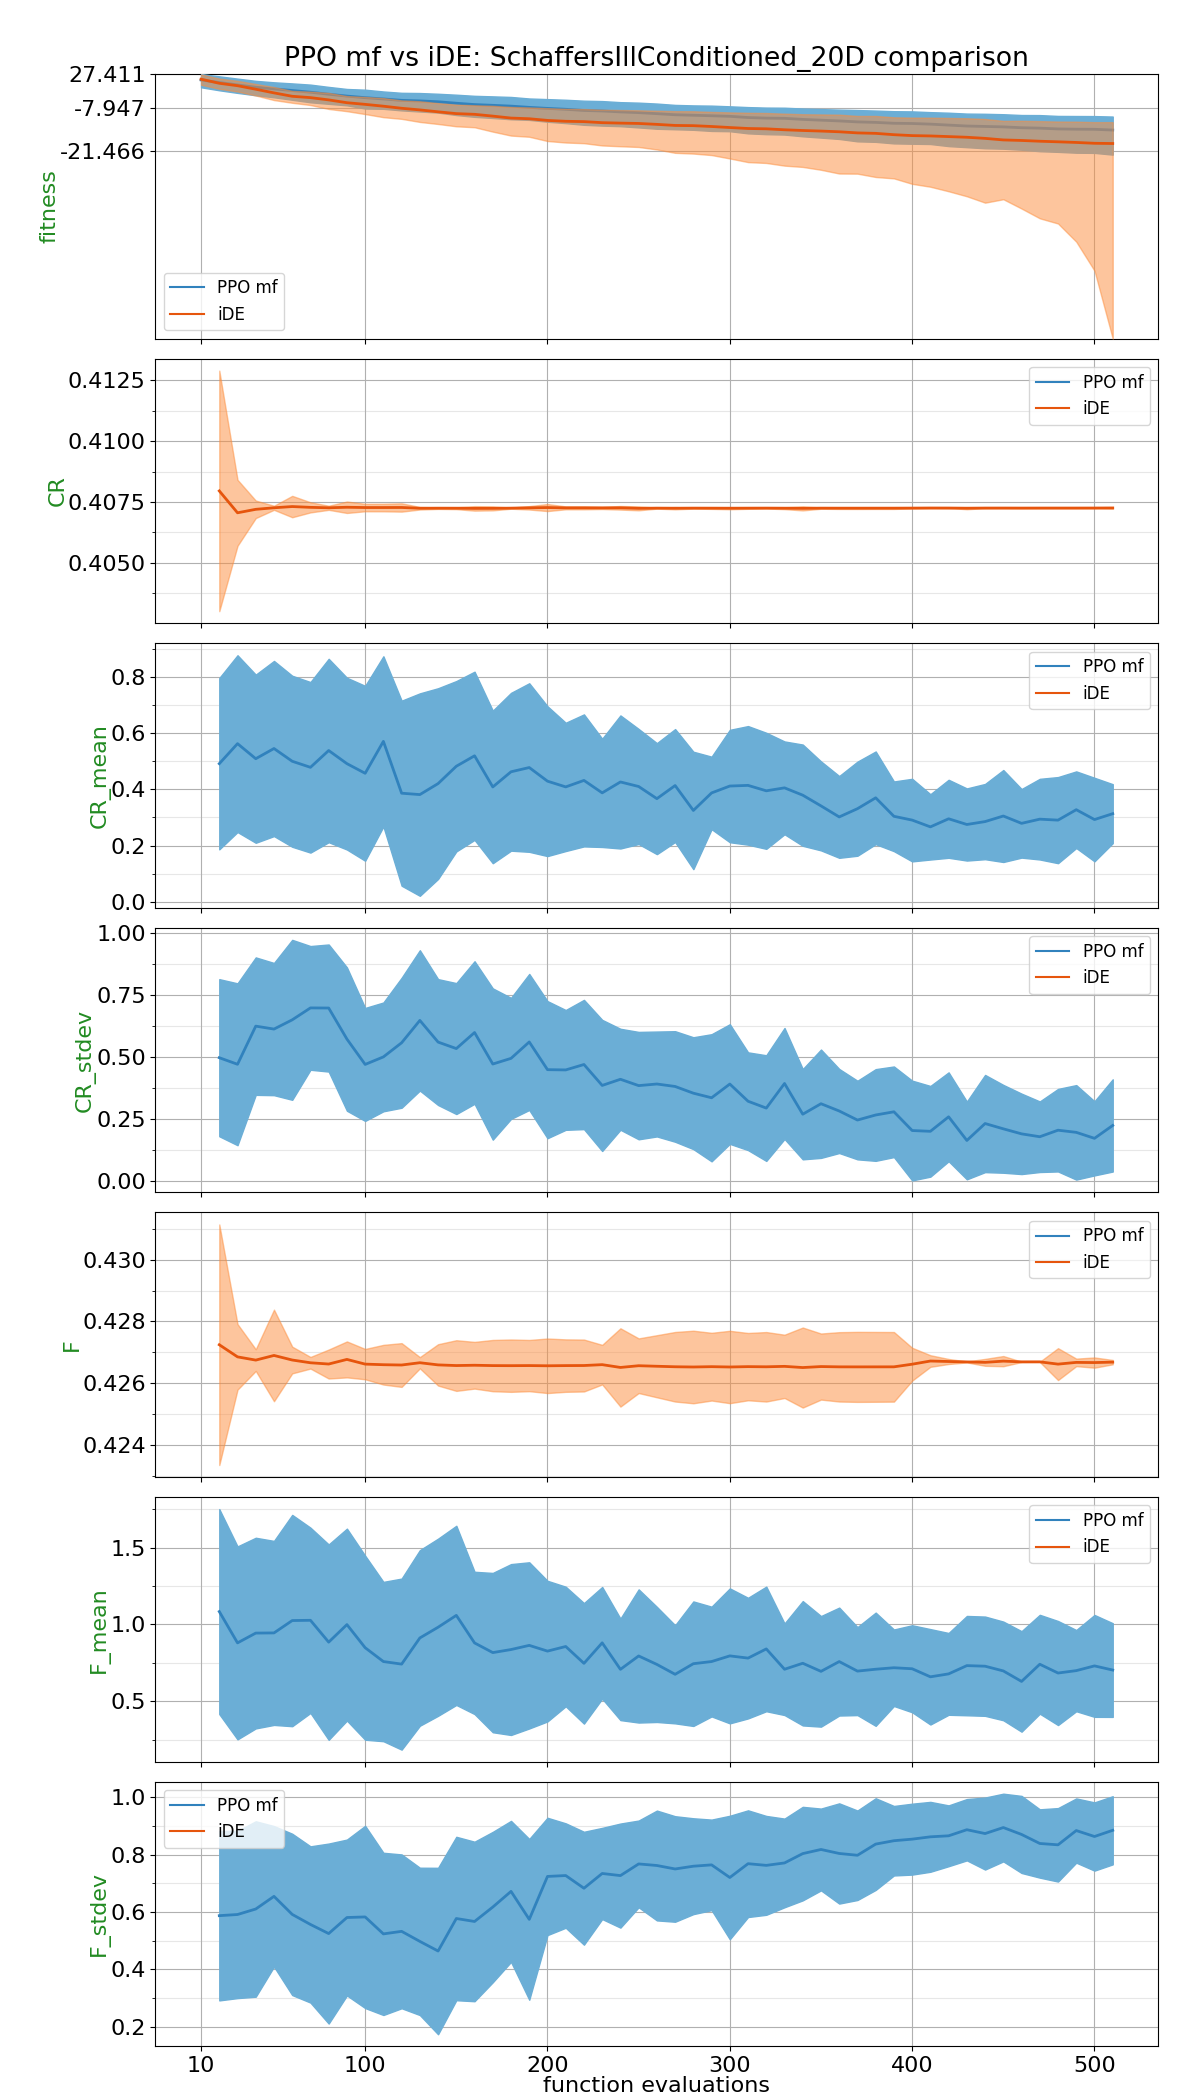 PPO mf vs iDE: SchaffersIllConditioned_20D comparison
27.411
-7.947
-21.466
fitness
PPO mf
iDE
0.4125
0.4100
0.4075
0.4050
CR
PPO mf
iDE
0.8
0.6
0.4
0.2
0.0
CR_mean
PPO mf
iDE
1.00
0.75
0.50
0.25
0.00
CR_stdev
PPO mf
iDE
0.430
0.428
0.426
0.424
F
PPO mf
iDE
1.5
1.0
0.5
F_mean
PPO mf
iDE
1.0
0.8
0.6
0.4
0.2
F_stdev
PPO mf
iDE
10 100 200 300 400 500
function evaluations